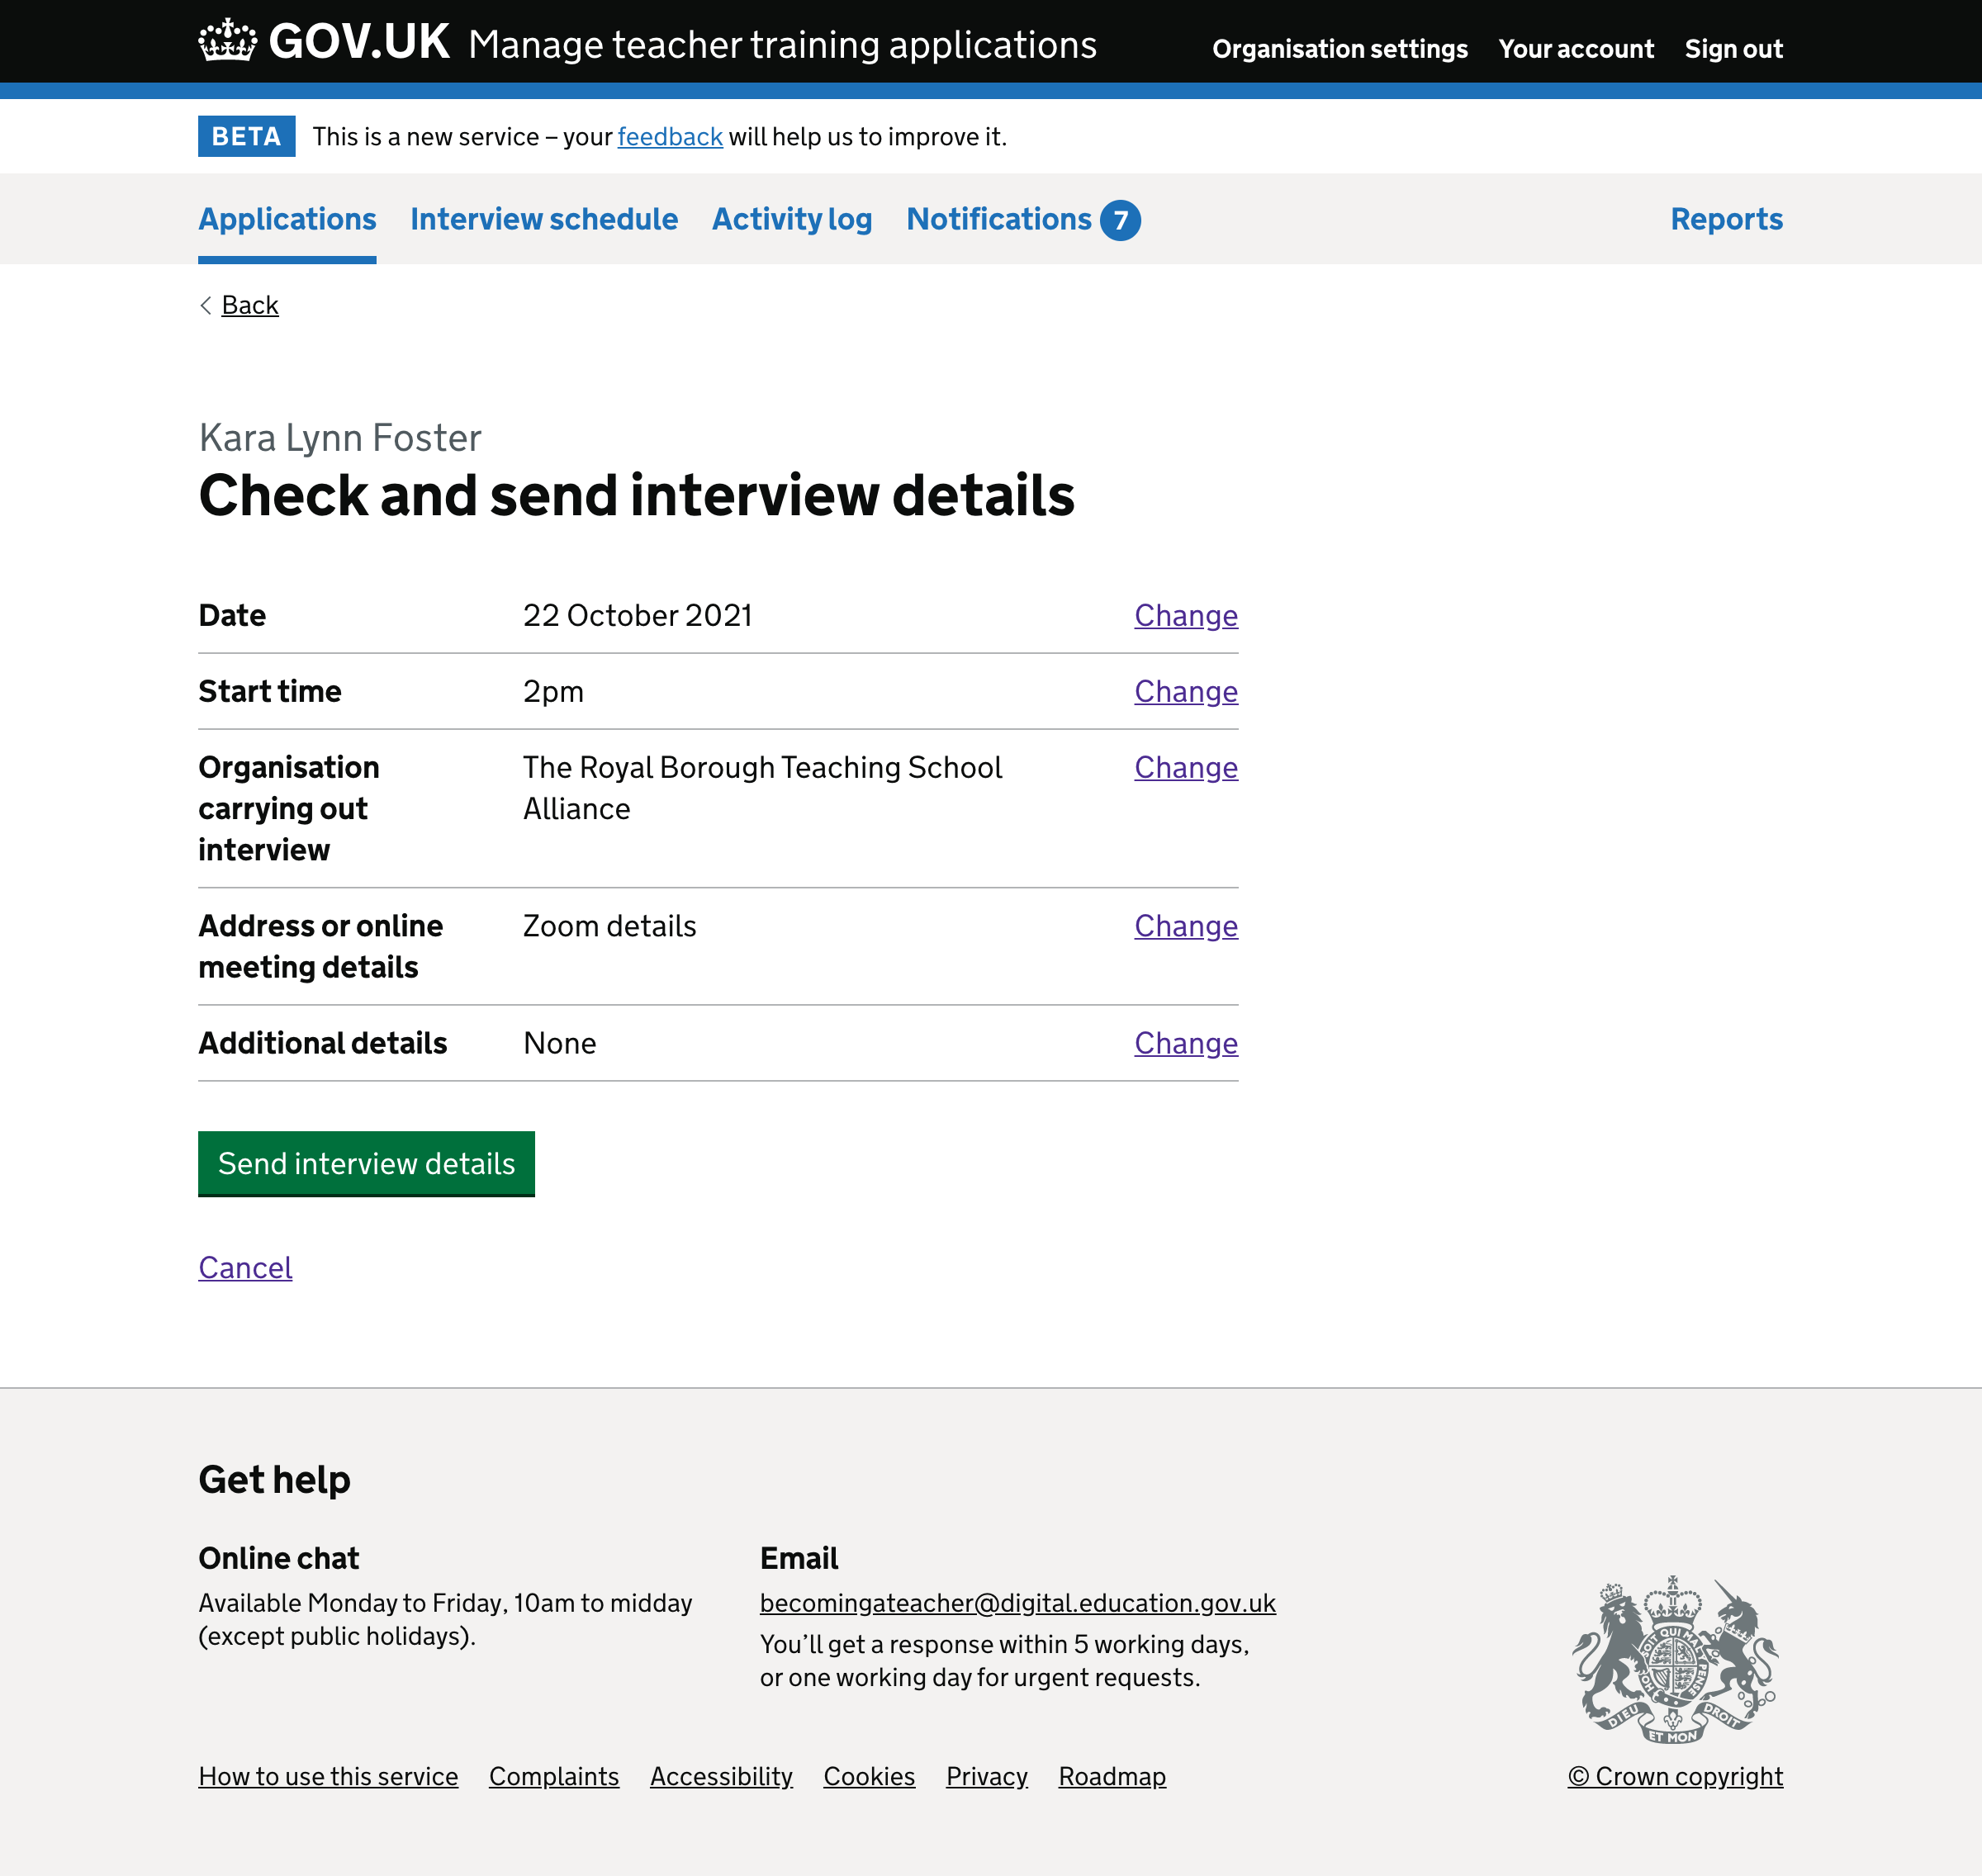 GOV.UK Manage teacher training applications Organisation settings Your account Sign out
BETA This is a new service – your feedback will help us to improve it.
Applications Interview schedule Activity log Notifications 7 Reports
Back
Kara Lynn Foster
Check and send interview details
Date 22 October 2021 Change
Start time 2pm Change
Organisation The Royal Borough Teaching School Change
carrying out Alliance
interview
Address or online Zoom details Change
meeting details
Additional details None Change
Send interview details
Cancel
Get help
Online chat
Available Monday to Friday, 10am to midday
(except public holidays).
Email
becomingateacher@digital.education.gov.uk
You’ll get a response within 5 working days,
or one working day for urgent requests.
SOIT QUI MAL
PENSE
HON
DIEU ET MON DROIT
How to use this service Complaints Accessibility Cookies Privacy Roadmap © Crown copyright